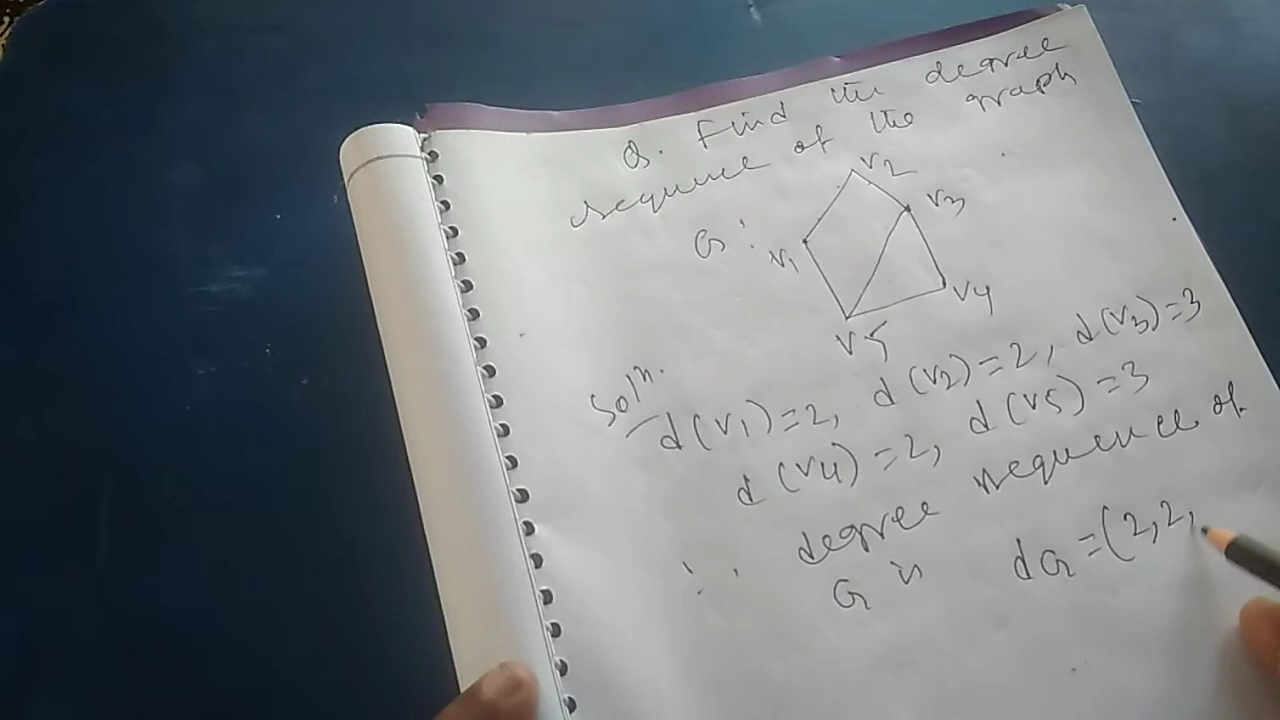 Q. Find the degree
sequence of the graph
G:
v2
v3
v1
v4
v5
Soln.
d(v1)=2, d(v2)=2, d(v3)=3
d(v4)=2, d(v5)=3
∴ degree sequence of
G is dG=(2,2,